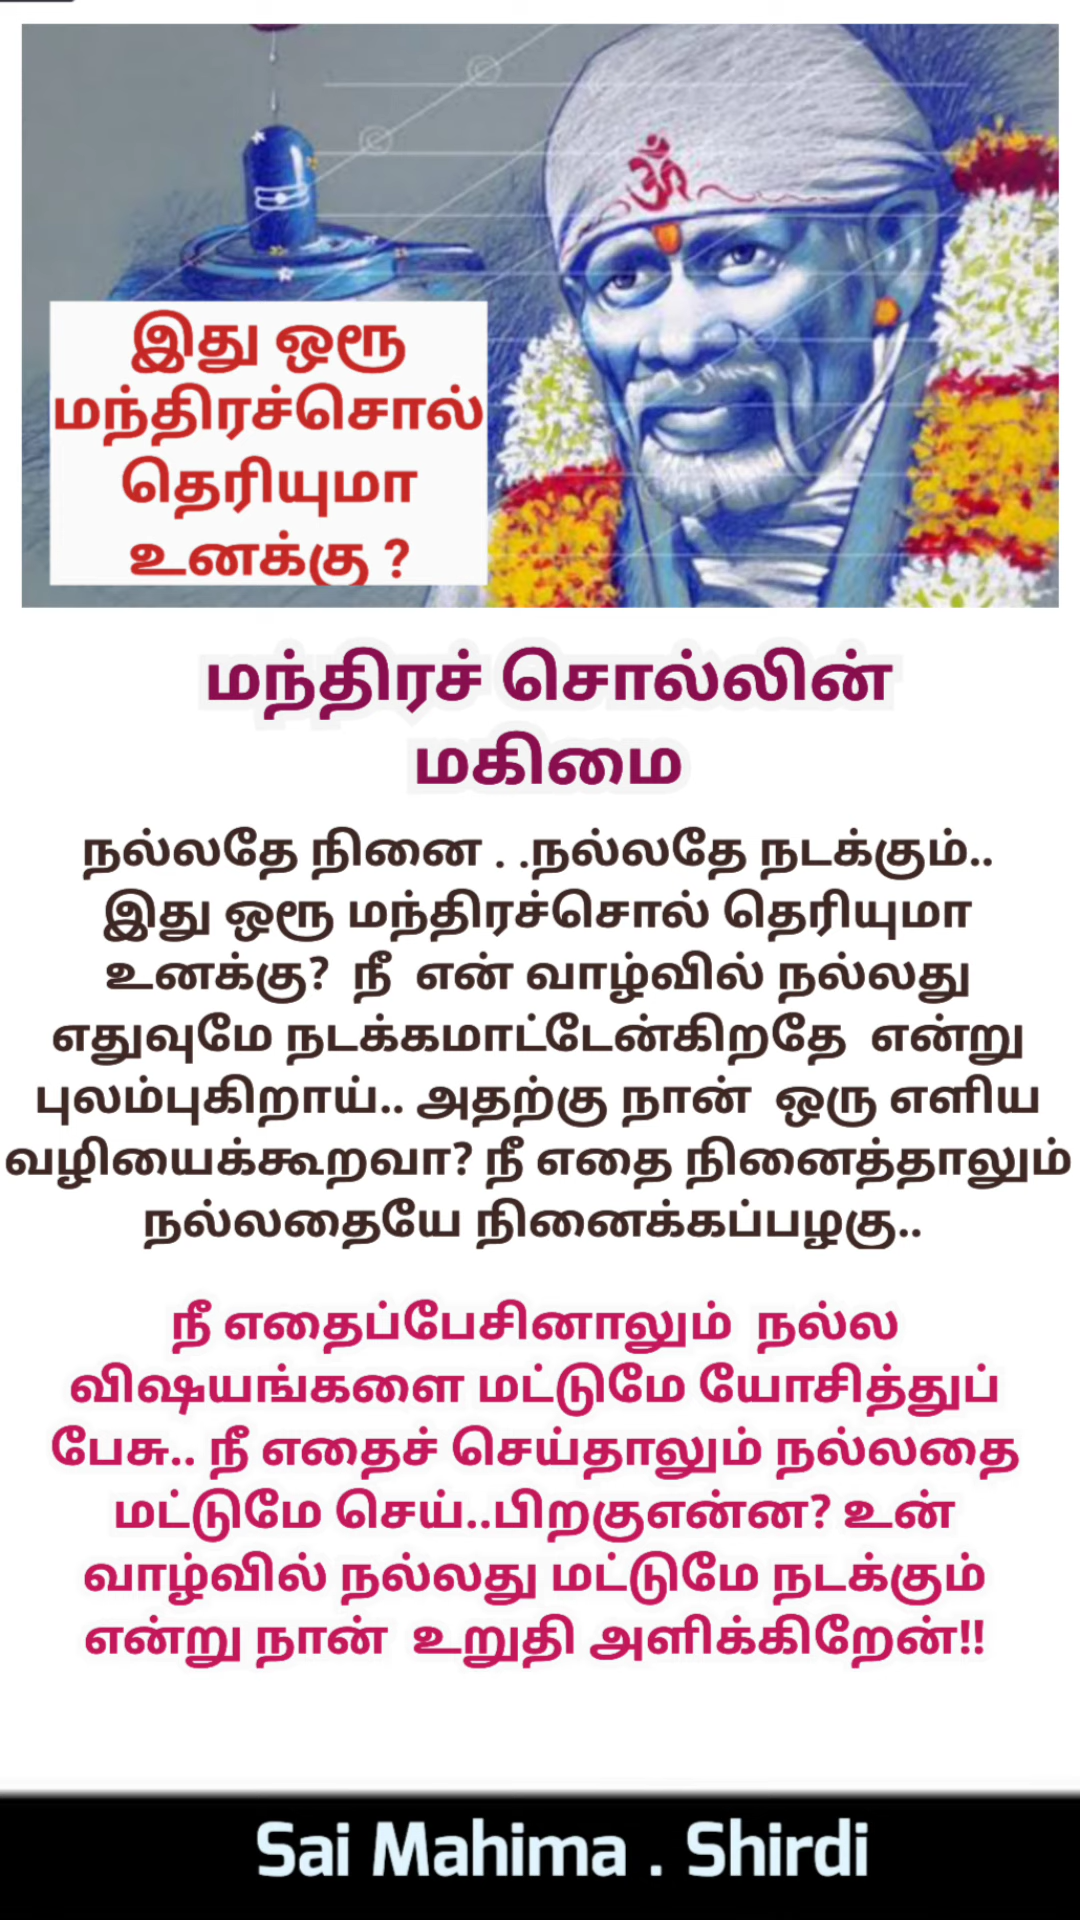 இது ஒரூ
மந்திரச்சொல்
தெரியுமா
உனக்கு ?
மந்திரச் சொல்லின்
மகிமை
நல்லதே நினை . .நல்லதே நடக்கும்..
இது ஒரூ மந்திரச்சொல் தெரியுமா
உனக்கு? நீ என் வாழ்வில் நல்லது
எதுவுமே நடக்கமாட்டேன்கிறதே என்று
புலம்புகிறாய்.. அதற்கு நான் ஒரு எளிய
வழியைக்கூறவா? நீ எதை நினைத்தாலும்
நல்லதையே நினைக்கப்பழகு..
நீ எதைப்பேசினாலும் நல்ல
விஷயங்களை மட்டுமே யோசித்துப்
பேசு.. நீ எதைச் செய்தாலும் நல்லதை
மட்டுமே செய்..பிறகுஎன்ன? உன்
வாழ்வில் நல்லது மட்டுமே நடக்கும்
என்று நான் உறுதி அளிக்கிறேன்!!
Sai Mahima . Shirdi